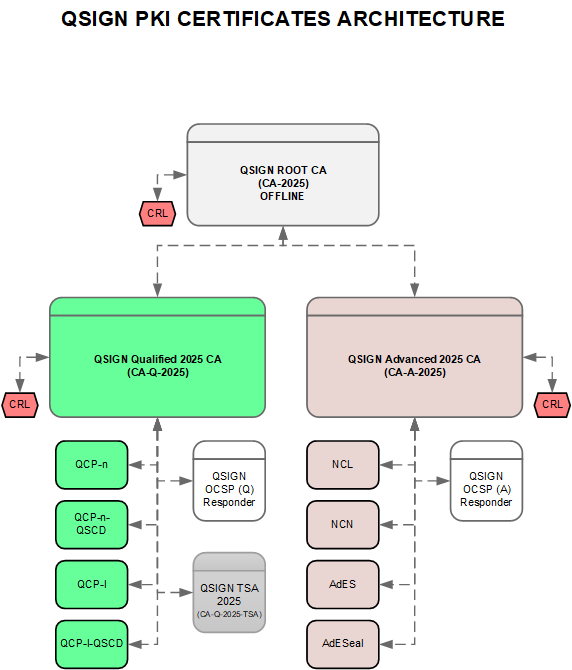 QSIGN PKI CERTIFICATES ARCHITECTURE
QSIGN ROOT CA
(CA-2025)
OFFLINE
CRL
QSIGN Qualified 2025 CA
(CA-Q-2025)
QSIGN Advanced 2025 CA
(CA-A-2025)
CRL
CRL
QCP-n
QSIGN
OCSP (Q)
Responder
NCL
QSIGN
OCSP (A)
Responder
QCP-n-
QSCD
NCN
QCP-l
QSIGN TSA
2025
(CA-Q-2025-TSA)
AdES
QCP-l-QSCD
AdESeal